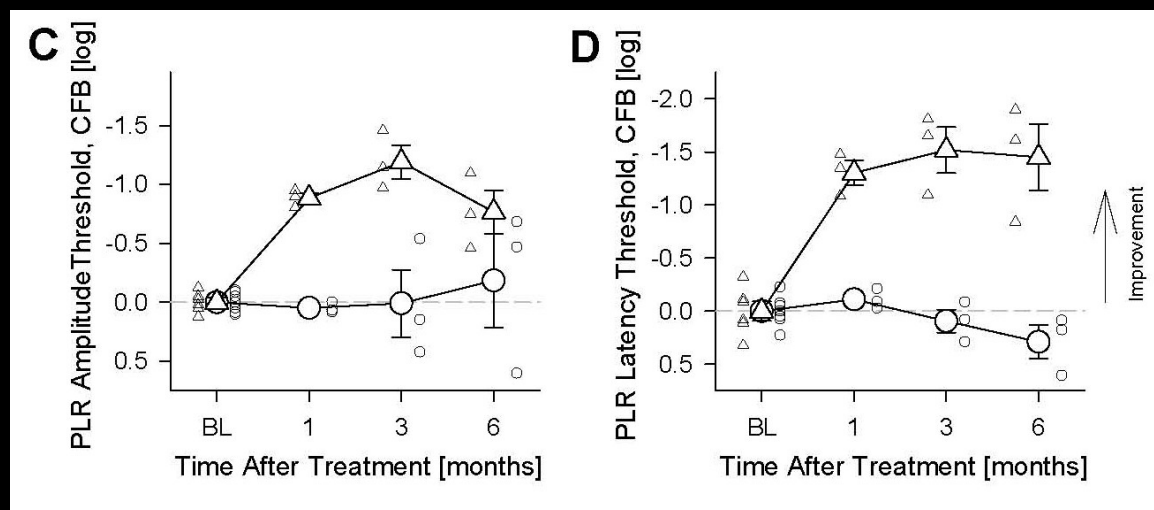 C
PLR Amplitude Threshold, CFB [log]
-1.5
-1.0
-0.5
0.0
0.5
BL 1 3 6
Time After Treatment [months]
D
PLR Latency Threshold, CFB [log]
-2.0
-1.5
-1.0
-0.5
0.0
0.5
BL 1 3 6
Time After Treatment [months]
Improvement